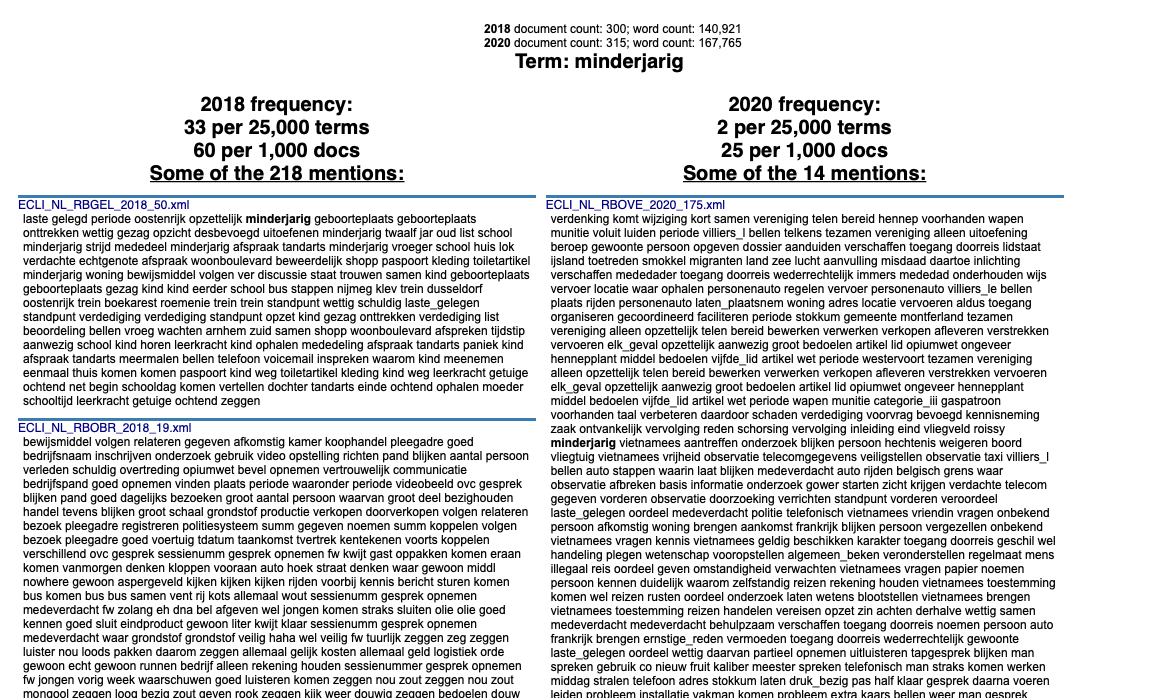 2018 document count: 300; word count: 140,921
2020 document count: 315; word count: 167,765
Term: minderjarig
2018 frequency:
33 per 25,000 terms
60 per 1,000 docs
Some of the 218 mentions:
ECLI_NL_RBGEL_2018_50.xml
laste gelegd periode oostenrijk opzettelijk minderjarig geboorteplaats geboorteplaats
onttrekken wettig gezag opzicht desbevoegd uitoefenen minderjarig twaalf jar oud list school
minderjarig strijd mededeel minderjarig afspraak tandarts minderjarig vroeger school huis lok
verdachte echtgenote afspraak woonboulevard beweerdelijk shopp paspoort kleding toiletartikel
minderjarig woning bewijsmiddel volgen ver discussie staat trouwen samen kind geboorteplaats
geboorteplaats gezag kind kind eerder school bus stappen nijmeg klev trein dusseldorf
oostenrijk trein boekarest roemenie trein trein standpunt wettig schuldig laste_gelegen
standpunt verdediging verdediging standpunt opzet kind gezag onttrekken verdediging list
beoordeling bellen vroeg wachten arnhem zuid samen shopp woonboulevard afspreken tijdstip
aanwezig school kind horen leerkracht kind ophalen mededeling afspraak tandarts paniek kind
afspraak tandarts meermalen bellen telefoon voicemail inspreken waarom kind meenemen
eenmaal thuis komen komen paspoort kind weg toiletartikel kleding kind weg leerkracht getuige
ochtend net begin schooldag komen vertellen dochter tandarts einde ochtend ophalen moeder
schooltijd leerkracht getuige ochtend zeggen
ECLI_NL_RBOBR_2018_19.xml
bewijsmiddel volgen relateren gegeven afkomstig kamer koophandel pleegadre goed
bedrijfsnaam inschrijven onderzoek gebruik video opstelling richten pand blijken aantal persoon
verleden schuldig overtreding opiumwet bevel opnemen vertrouwelijk communicatie
bedrijfspand goed opnemen vinden plaats periode waaronder periode videobeeld ovc gesprek
blijken pand goed dagelijks bezoeken groot aantal persoon waarvan groot deel bezighouden
handel tevens blijken groot schaal grondstof productie verkopen doorverkopen volgen relateren
bezoek pleegadre registreren politiesysteem summ gegeven noemen summ koppelen volgen
bezoek pleegadre goed voertuig tdatum taankomst tvertrek kentekenen voorts koppelen
verschillend ovc gesprek sessienumm gesprek opnemen fw kwijt gast oppakken komen eraan
komen vanmorgen denken kloppen vooraan auto hoek straat denken waar gewoon middl
nowhere gewoon aspergeveld kijken kijken kijken rijden voorbij kennis bericht sturen komen
bus komen bus bus samen vent rij kots allemaal wout sessienumm gesprek opnemen
medeverdacht fw zolang eh dna bel afgeven wel jongen komen straks sluiten olie olie goed
kennen goed sluit eindproduct gewoon liter kwijt klaar sessienumm gesprek opnemen
medeverdacht waar grondstof grondstof veilig haha wel veilig fw tuurlijk zeggen zeg zeggen
luister nou loods pakken daarom zeggen allemaal gelijk kosten allemaal geld logistiek orde
gewoon echt gewoon runnen bedrijf alleen rekening houden sessienummer gesprek opnemen
fw jongen vorig week waarschuwen goed luisteren komen zeggen nou zout zeggen nou zout
mongool zeggen loog bezig zout geven rook zeggen kijk weer douwig zeggen bedoelen douw
2020 frequency:
2 per 25,000 terms
25 per 1,000 docs
Some of the 14 mentions:
ECLI_NL_RBOVE_2020_175.xml
verdenking komt wijziging kort samen vereniging telen bereid hennep voorhanden wapen
munitie voluit luiden periode villiers_l bellen telkens tezamen vereniging alleen uitoefening
beroep gewoonte persoon opgeven dossier aanduiden verschaffen toegang doorreis lidstaat
ijsland toetreden smokkel migranten land zee lucht aanvulling misdaad daartoe inlichting
verschaffen mededader toegang doorreis wederrechtelijk immers mededad onderhouden wijs
vervoer locatie waar ophalen personenauto regelen vervoer personenauto villiers_le bellen
plaats rijden personenauto laten_plaatsnem woning adres locatie vervoeren aldus toegang
organiseren gecoordineerd faciliteren periode stokkum gemeente montferland tezamen
vereniging alleen opzettelijk telen bereid bewerken verwerken verkopen afleveren verstrekken
vervoeren elk_geval opzettelijk aanwezig groot bedoelen artikel lid opiumwet ongeveer
hennepplant middel bedoelen vijfde_lid artikel wet periode westervoort tezamen vereniging
alleen opzettelijk telen bereid bewerken verwerken verkopen afleveren verstrekken vervoeren
elk_geval opzettelijk aanwezig groot bedoelen artikel lid opiumwet ongeveer hennepplant
middel bedoelen vijfde_lid artikel wet periode wapen munitie categorie_iii gaspatroon
voorhanden taal verbeteren daardoor schaden verdediging voorvrag bevoegd kennisneming
zaak ontvankelijk vervolging reden schorsing vervolging inleiding eind vliegveld roissy
minderjarig vietnamees aantreffen onderzoek blijken persoon hechtenis weigeren boord
vliegtuig vietnamees vrijheid observatie telecomgegevens veiligstellen observatie taxi villiers_l
bellen auto stappen waarin laat blijken medeverdacht auto rijden belgisch grens waar
observatie afbreken basis informatie onderzoek gower starten zicht krijgen verdachte telecom
gegeven vorderen observatie doorzoeking verrichten standpunt vorderen veroordeel
laste_gelegen oordeel medeverdacht politie telefonisch vietnamees vriendin vragen onbekend
persoon afkomstig woning brengen aankomst frankrijk blijken persoon vergezellen onbekend
vietnamees vragen kennis vietnamees geldig beschikken karakter toegang doorreis geschil wel
handeling plegen wetenschap vooropstellen algemeen_beken veronderstellen regelmaat mens
illegaal reis oordeel geven omstandigheid verwachten vietnamees vragen papier noemen
persoon kennen duidelijk waarom zelfstandig reizen rekening houden vietnamees toestemming
komen wel reizen rusten oordeel onderzoek laten wetens blootstellen vietnamees brengen
vietnamees toestemming reizen handelen vereisen opzet zin achten derhalve wettig samen
medeverdacht medeverdacht behulpzaam verschaffen toegang doorreis noemen persoon auto
frankrijk brengen ernstige_reden vermoeden toegang doorreis wederrechtelijk gewoonte
laste_gelegen oordeel wettig daarvan partieel opnemen uitluisteren tapgesprek blijken man
spreken gebruik co nieuw fruit kaliber meester spreken telefonisch man straks komen werken
middag stralen telefoon adres stokkum laten druk_bezig pas half klaar gesprek daarna voeren
leiden probleem installatie vakman komen probleem extra kaars bellen weer man gesprek